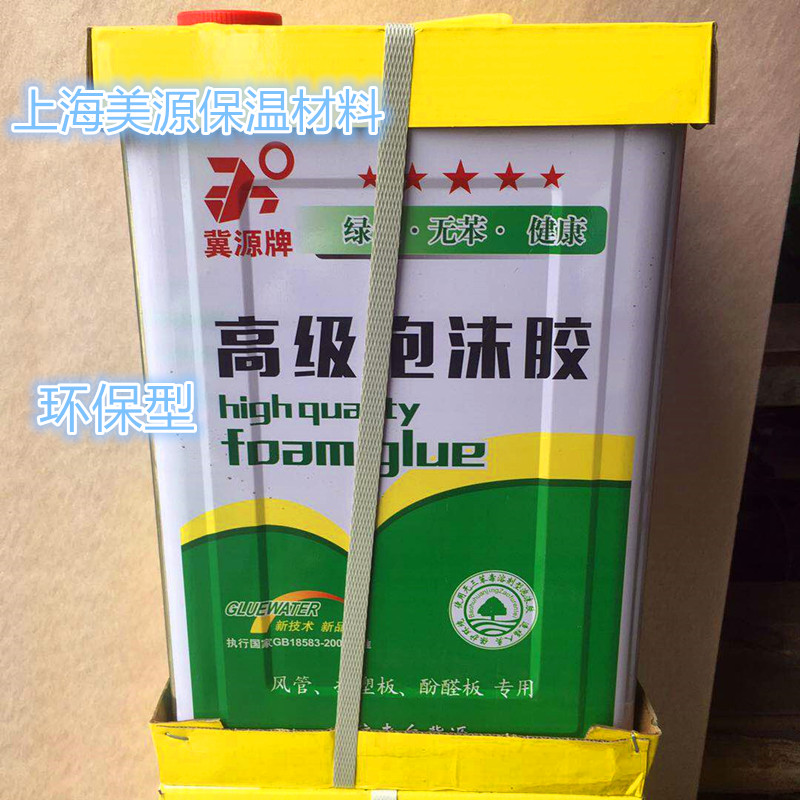 上海美源保温材料
冀源牌
绿 · 无苯 · 健康
高级泡沫胶
环保型
high quality
foam glue
GLUEWATER
新技术 新品
执行国家GB18583-200
风管、 塑板、酚醛板 专用